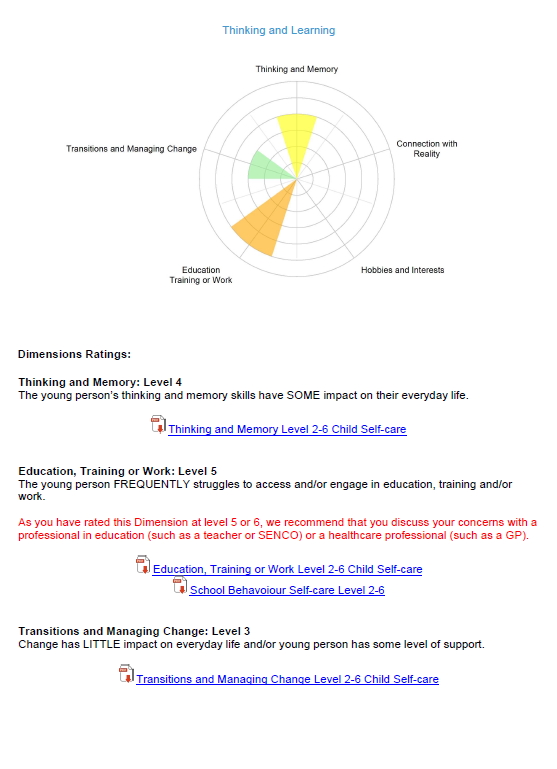 Thinking and Learning
Thinking and Memory
Transitions and Managing Change
Connection with
Reality
Education
Training or Work
Hobbies and Interests
Dimensions Ratings:
Thinking and Memory: Level 4
The young person's thinking and memory skills have SOME impact on their everyday life.
Thinking and Memory Level 2-6 Child Self-care
Education, Training or Work: Level 5
The young person FREQUENTLY struggles to access and/or engage in education, training and/or
work.
As you have rated this Dimension at level 5 or 6, we recommend that you discuss your concerns with a
professional in education (such as a teacher or SENCO) or a healthcare professional (such as a GP).
Education, Training or Work Level 2-6 Child Self-care
School Behavoiour Self-care Level 2-6
Transitions and Managing Change: Level 3
Change has LITTLE impact on everyday life and/or young person has some level of support.
Transitions and Managing Change Level 2-6 Child Self-care